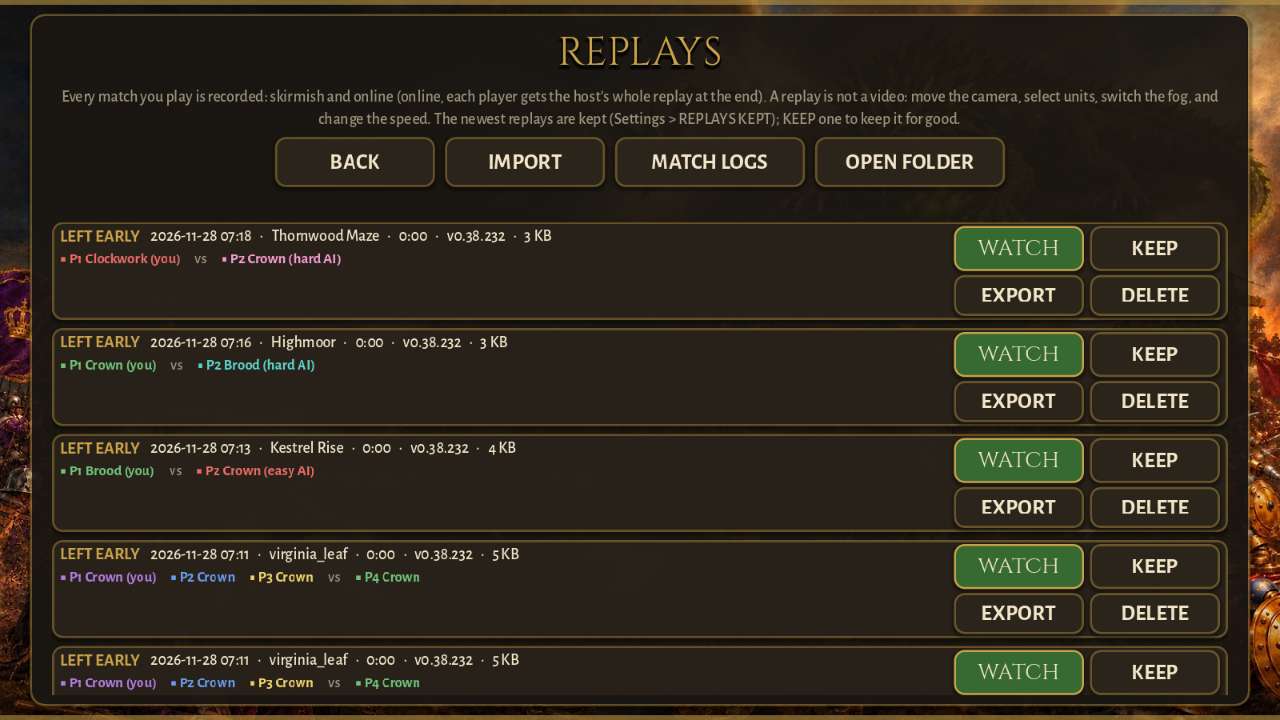 REPLAYS
Every match you play is recorded: skirmish and online (online, each player gets the host's whole replay at the end). A replay is not a video: move the camera, select units, switch the fog, and
change the speed. The newest replays are kept (Settings > REPLAYS KEPT); KEEP one to keep it for good.
BACK IMPORT MATCH LOGS OPEN FOLDER
LEFT EARLY 2026-11-28 07:18 · Thornwood Maze · 0:00 · v0.38.232 · 3 KB
▪ P1 Clockwork (you) vs ▪ P2 Crown (hard AI)
WATCH KEEP
EXPORT DELETE
LEFT EARLY 2026-11-28 07:16 · Highmoor · 0:00 · v0.38.232 · 3 KB
▪ P1 Crown (you) vs ▪ P2 Brood (hard AI)
WATCH KEEP
EXPORT DELETE
LEFT EARLY 2026-11-28 07:13 · Kestrel Rise · 0:00 · v0.38.232 · 4 KB
▪ P1 Brood (you) vs ▪ P2 Crown (easy AI)
WATCH KEEP
EXPORT DELETE
LEFT EARLY 2026-11-28 07:11 · virginia_leaf · 0:00 · v0.38.232 · 5 KB
▪ P1 Crown (you) ▪ P2 Crown ▪ P3 Crown vs ▪ P4 Crown
WATCH KEEP
EXPORT DELETE
LEFT EARLY 2026-11-28 07:11 · virginia_leaf · 0:00 · v0.38.232 · 5 KB
▪ P1 Crown (you) ▪ P2 Crown ▪ P3 Crown vs ▪ P4 Crown
WATCH KEEP